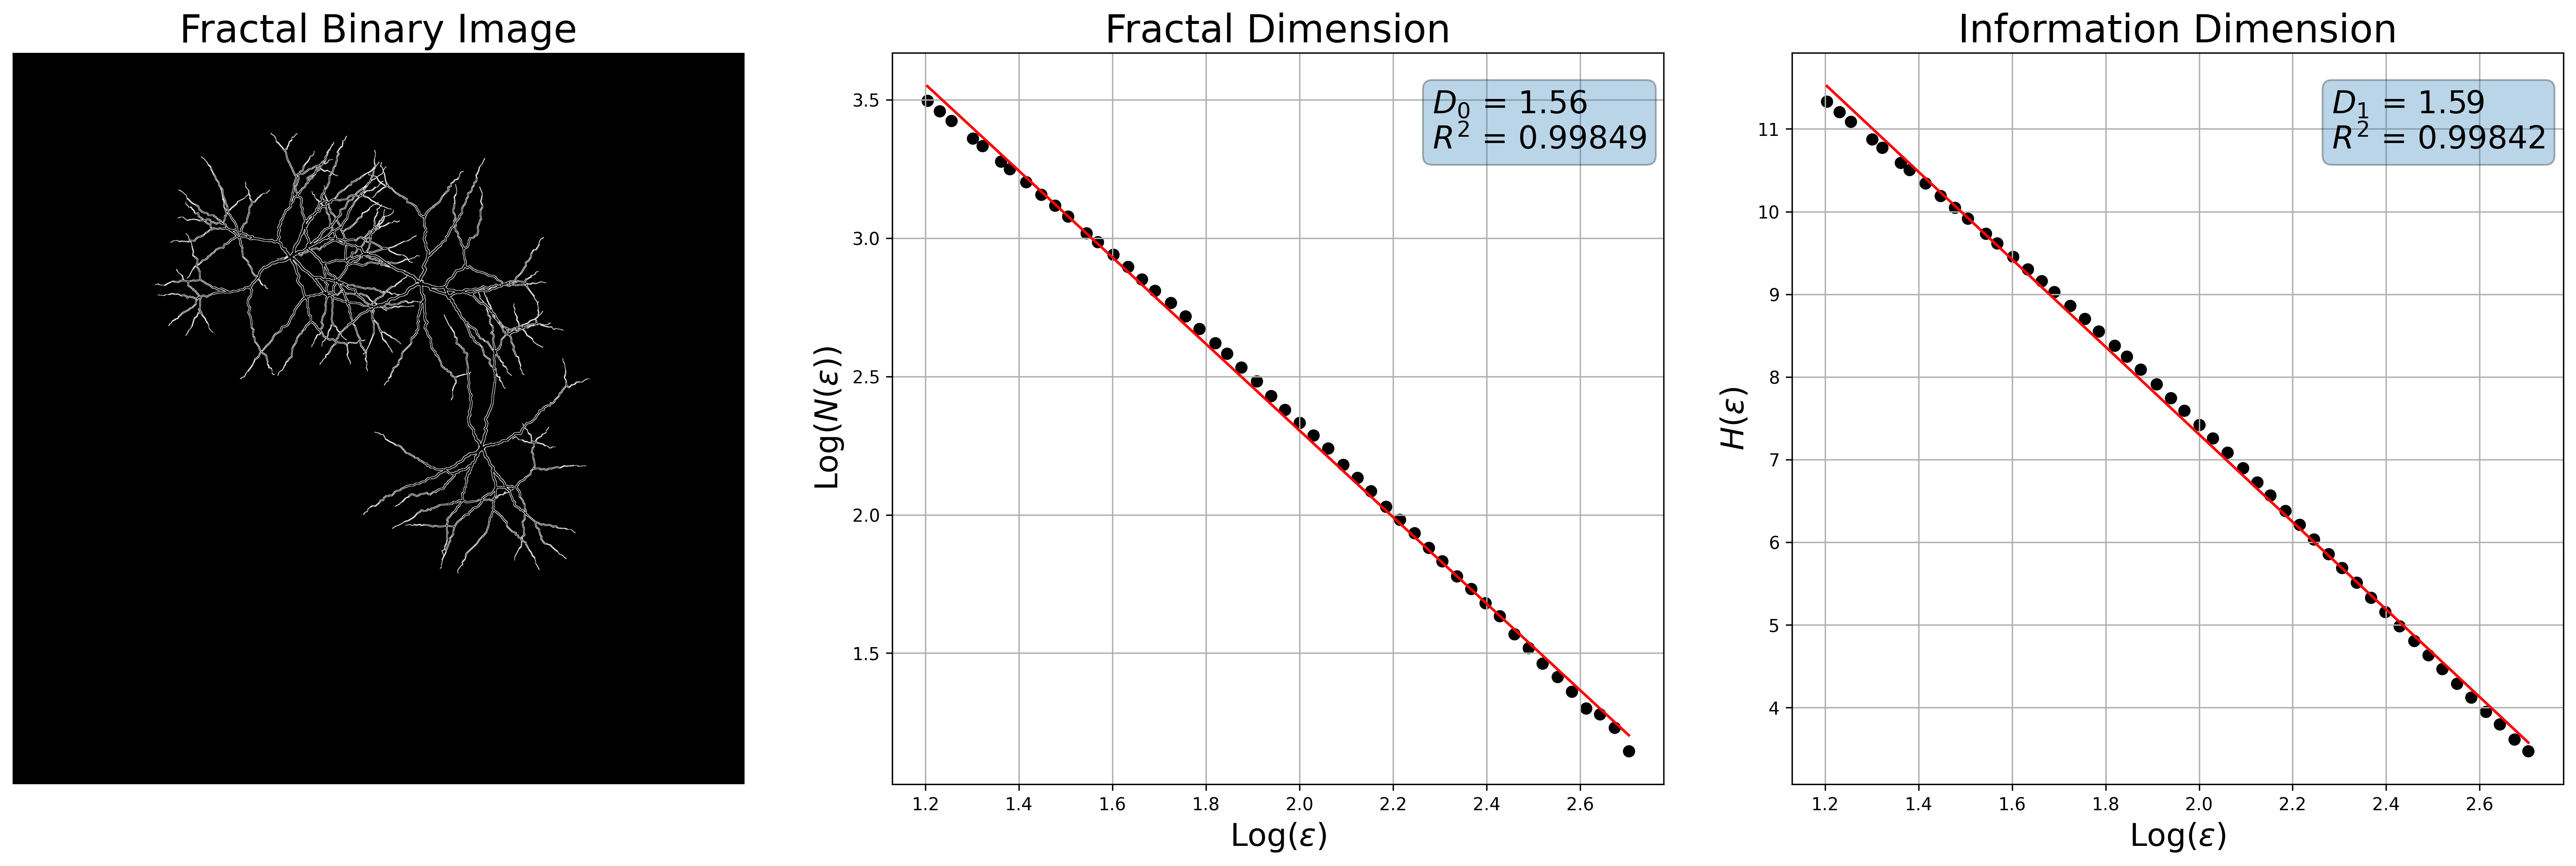 Fractal Binary Image
Fractal Dimension
D₀ = 1.56
R² = 0.99849
3.5
3.0
2.5
2.0
1.5
Log(N(ε))
1.2 1.4 1.6 1.8 2.0 2.2 2.4 2.6
Log(ε)
Information Dimension
D₁ = 1.59
R² = 0.99842
11
10
9
8
7
6
5
4
H(ε)
1.2 1.4 1.6 1.8 2.0 2.2 2.4 2.6
Log(ε)